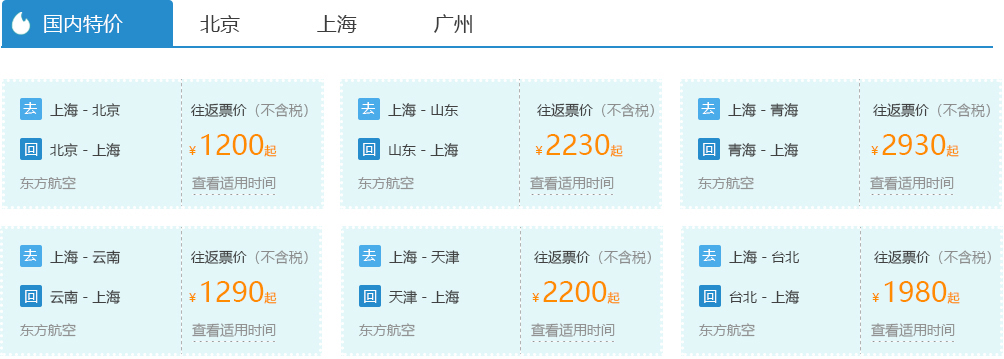 国内特价 北京 上海 广州
去 上海 - 北京 往返票价（不含税）
回 北京 - 上海 ¥1200起
东方航空 查看适用时间
去 上海 - 山东 往返票价（不含税）
回 山东 - 上海 ¥2230起
东方航空 查看适用时间
去 上海 - 青海 往返票价（不含税）
回 青海 - 上海 ¥2930起
东方航空 查看适用时间
去 上海 - 云南 往返票价（不含税）
回 云南 - 上海 ¥1290起
东方航空 查看适用时间
去 上海 - 天津 往返票价（不含税）
回 天津 - 上海 ¥2200起
东方航空 查看适用时间
去 上海 - 台北 往返票价（不含税）
回 台北 - 上海 ¥1980起
东方航空 查看适用时间